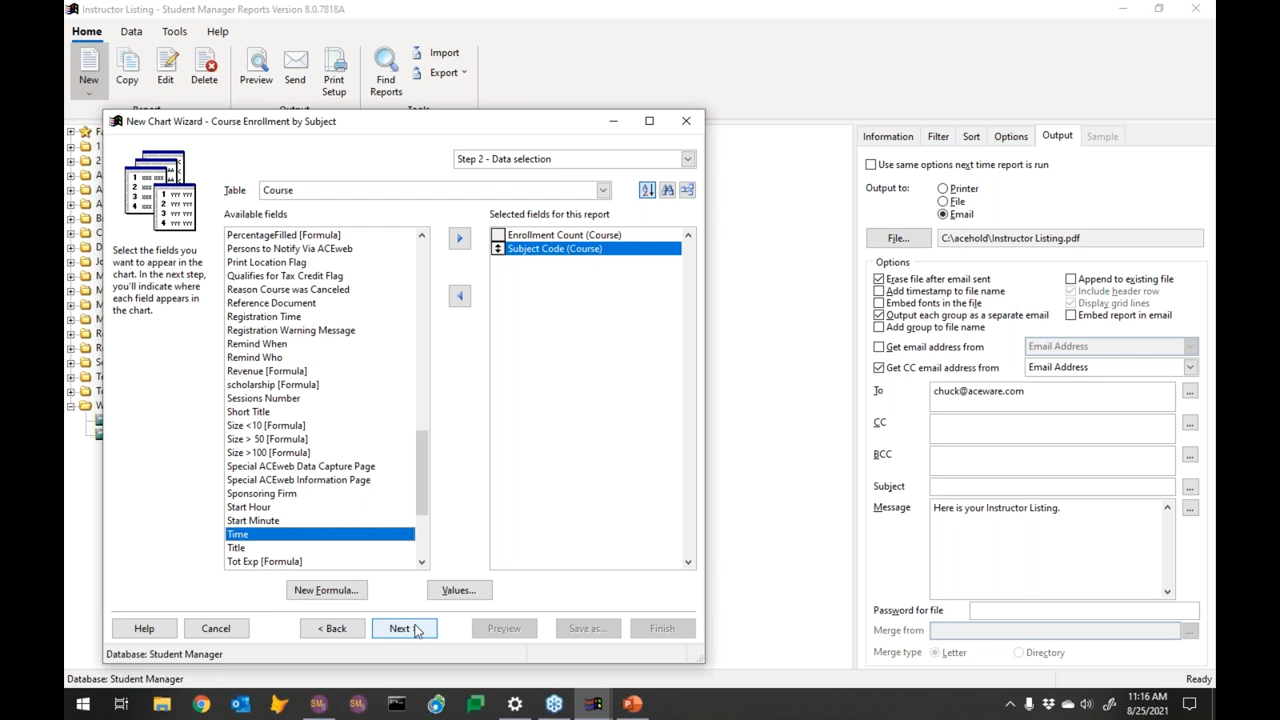 Instructor Listing - Student Manager Reports Version 8.0.7818A
Home Data Tools Help
New Copy Edit Delete Preview Send Print Setup Find Reports Import Export
New Chart Wizard - Course Enrollment by Subject
Step 2 - Data selection
Table Course
Select the fields you
want to appear in the
chart. In the next step,
you'll indicate where
each field appears in
the chart.
Available fields
PercentageFilled [Formula]
Persons to Notify Via ACEweb
Print Location Flag
Qualifies for Tax Credit Flag
Reason Course was Canceled
Reference Document
Registration Time
Registration Warning Message
Remind When
Remind Who
Revenue [Formula]
scholarship [Formula]
Sessions Number
Short Title
Size <10 [Formula]
Size > 50 [Formula]
Size >100 [Formula]
Special ACEweb Data Capture Page
Special ACEweb Information Page
Sponsoring Firm
Start Hour
Start Minute
Time
Title
Tot Exp [Formula]
Selected fields for this report
Enrollment Count (Course)
Subject Code (Course)
New Formula... Values...
Help Cancel < Back Next Preview Save as... Finish
Database: Student Manager
Information Filter Sort Options Output Sample
Use same options next time report is run
Output to: Printer
File
Email
File... C:\acehold\Instructor Listing.pdf
Options
Erase file after email sent Append to existing file
Add timestamp to file name Include header row
Embed fonts in the file Display grid lines
Output each group as a separate email Embed report in email
Add group to file name
Get email address from Email Address
Get CC email address from Email Address
To chuck@aceware.com ...
CC ...
BCC ...
Subject ...
Message Here is your Instructor Listing. ...
Password for file
Merge from ...
Merge type Letter Directory
Database: Student Manager Ready
11:16 AM
8/25/2021